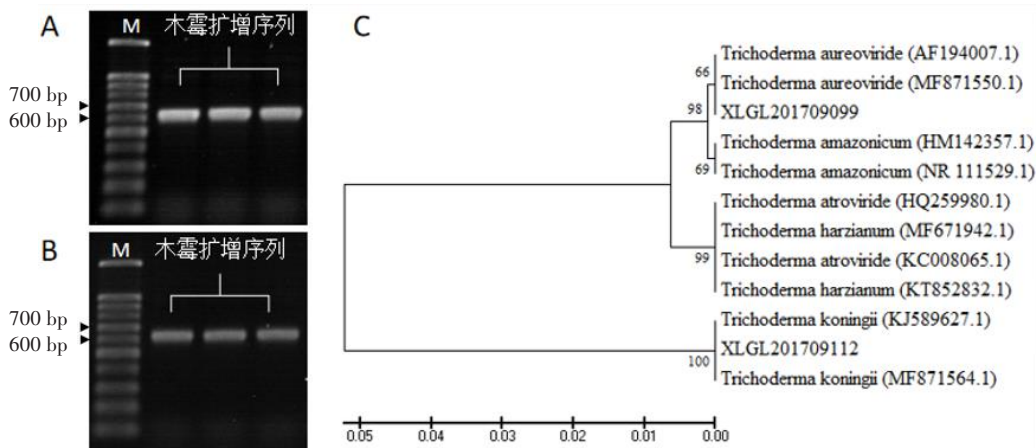 A
M
木霉扩增序列
700 bp
600 bp
B
M
木霉扩增序列
700 bp
600 bp
C
Trichoderma aureoviride (AF194007.1)
66
Trichoderma aureoviride (MF871550.1)
98
XLGL201709099
Trichoderma amazonicum (HM142357.1)
69
Trichoderma amazonicum (NR 111529.1)
Trichoderma atroviride (HQ259980.1)
Trichoderma harzianum (MF671942.1)
99
Trichoderma atroviride (KC008065.1)
Trichoderma harzianum (KT852832.1)
Trichoderma koningii (KJ589627.1)
XLGL201709112
100
Trichoderma koningii (MF871564.1)
0.05 0.04 0.03 0.02 0.01 0.00